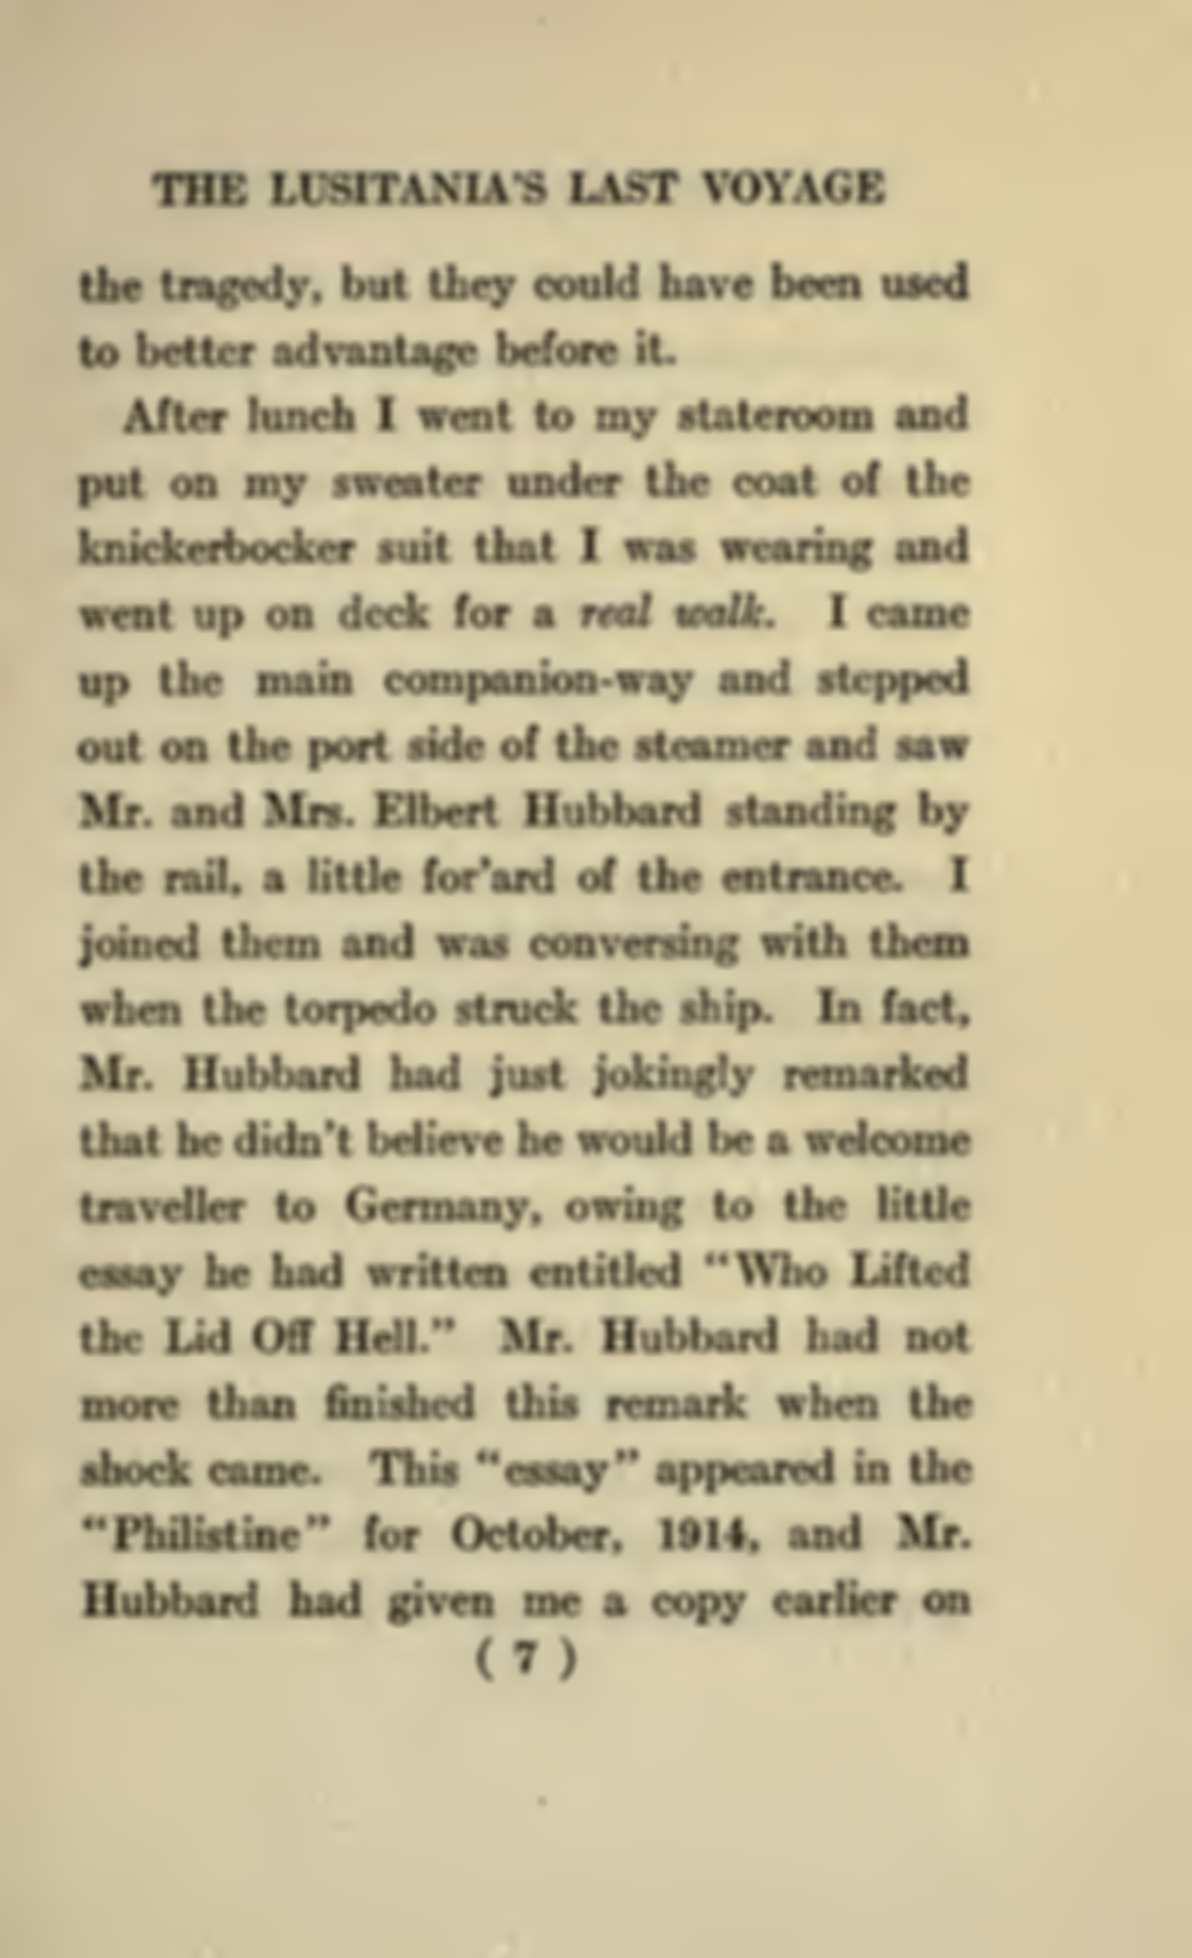 THE LUSITANIA'S LAST VOYAGE
the tragedy, but they could have been used
to better advantage before it.
After lunch I went to my stateroom and
put on my sweater under the coat of the
knickerbocker suit that I was wearing and
went up on deck for a real walk. I came
up the main companion-way and stepped
out on the port side of the steamer and saw
Mr. and Mrs. Elbert Hubbard standing by
the rail, a little for'ard of the entrance. I
joined them and was conversing with them
when the torpedo struck the ship. In fact,
Mr. Hubbard had just jokingly remarked
that he didn't believe he would be a welcome
traveller to Germany, owing to the little
essay he had written entitled "Who Lifted
the Lid Off Hell." Mr. Hubbard had not
more than finished this remark when the
shock came. This "essay" appeared in the
"Philistine" for October, 1914, and Mr.
Hubbard had given me a copy earlier on
( 7 )